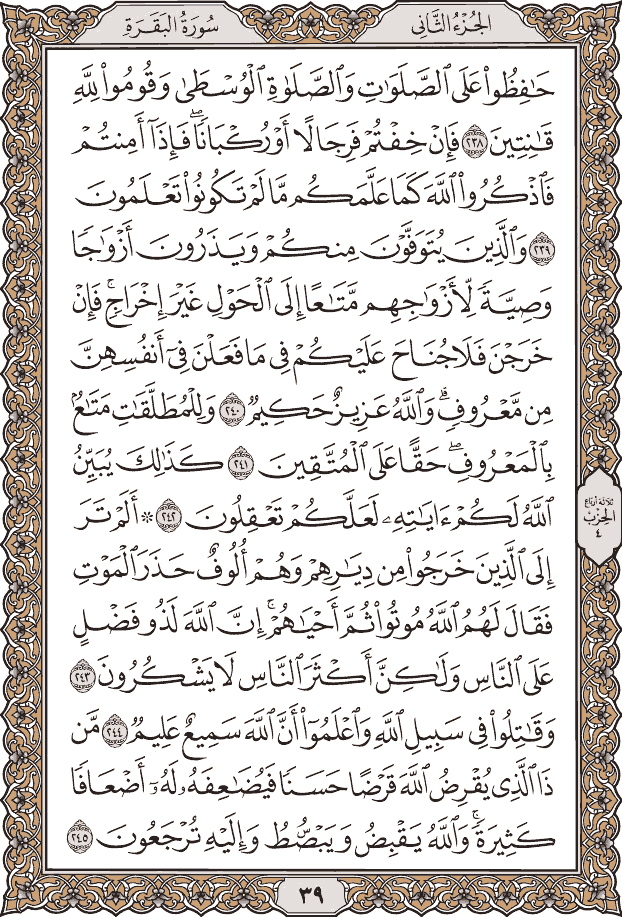 الجُزْءُ الثَّانِي
سُورَةُ البَقَرَةِ
حَٰفِظُوا۟ عَلَى ٱلصَّلَوَٰتِ وَٱلصَّلَوٰةِ ٱلْوُسْطَىٰ وَقُومُوا۟ لِلَّهِ
قَٰنِتِينَ ٢٣٨ فَإِنْ خِفْتُمْ فَرِجَالًا أَوْ رُكْبَانًا ۖ فَإِذَآ أَمِنتُمْ
فَٱذْكُرُوا۟ ٱللَّهَ كَمَا عَلَّمَكُم مَّا لَمْ تَكُونُوا۟ تَعْلَمُونَ
٢٣٩ وَٱلَّذِينَ يُتَوَفَّوْنَ مِنكُمْ وَيَذَرُونَ أَزْوَٰجًا
وَصِيَّةً لِّأَزْوَٰجِهِم مَّتَٰعًا إِلَى ٱلْحَوْلِ غَيْرَ إِخْرَاجٍ ۚ فَإِنْ
خَرَجْنَ فَلَا جُنَاحَ عَلَيْكُمْ فِى مَا فَعَلْنَ فِىٓ أَنفُسِهِنَّ
مِن مَّعْرُوفٍ ۗ وَٱللَّهُ عَزِيزٌ حَكِيمٌ ٢٤٠ وَلِلْمُطَلَّقَٰتِ مَتَٰعٌۢ
بِٱلْمَعْرُوفِ ۖ حَقًّا عَلَى ٱلْمُتَّقِينَ ٢٤١ كَذَٰلِكَ يُبَيِّنُ
ٱللَّهُ لَكُمْ ءَايَٰتِهِۦ لَعَلَّكُمْ تَعْقِلُونَ ٢٤٢ * أَلَمْ تَرَ
إِلَى ٱلَّذِينَ خَرَجُوا۟ مِن دِيَٰرِهِمْ وَهُمْ أُلُوفٌ حَذَرَ ٱلْمَوْتِ
فَقَالَ لَهُمُ ٱللَّهُ مُوتُوا۟ ثُمَّ أَحْيَٰهُمْ ۚ إِنَّ ٱللَّهَ لَذُو فَضْلٍ
عَلَى ٱلنَّاسِ وَلَٰكِنَّ أَكْثَرَ ٱلنَّاسِ لَا يَشْكُرُونَ ٢٤٣
وَقَٰتِلُوا۟ فِى سَبِيلِ ٱللَّهِ وَٱعْلَمُوٓا۟ أَنَّ ٱللَّهَ سَمِيعٌ عَلِيمٌ ٢٤٤ مَّن
ذَا ٱلَّذِى يُقْرِضُ ٱللَّهَ قَرْضًا حَسَنًا فَيُضَٰعِفَهُۥ لَهُۥٓ أَضْعَافًا
كَثِيرَةً ۚ وَٱللَّهُ يَقْبِضُ وَيَبْصُۜطُ وَإِلَيْهِ تُرْجَعُونَ ٢٤٥
ثلاثة أرباع
الحزب
٤
٣٩